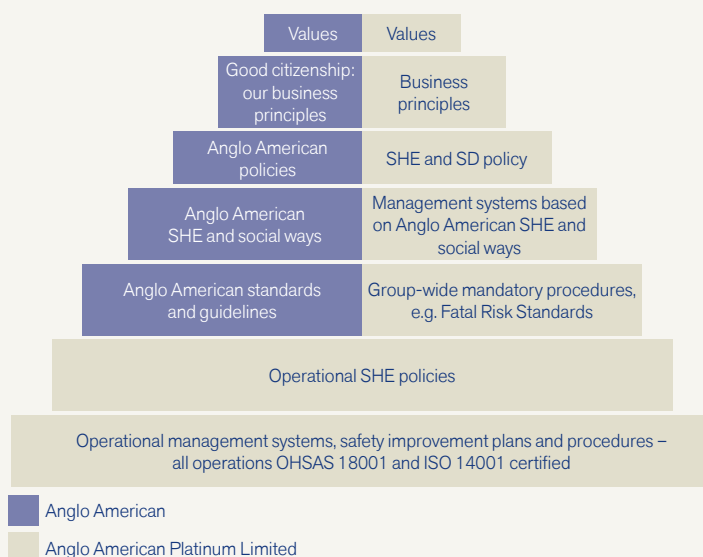 Values
Values
Good citizenship:
our business
principles
Business
principles
Anglo American
policies
SHE and SD policy
Anglo American
SHE and social ways
Management systems based
on Anglo American SHE and
social ways
Anglo American standards
and guidelines
Group-wide mandatory procedures,
e.g. Fatal Risk Standards
Operational SHE policies
Operational management systems, safety improvement plans and procedures –
all operations OHSAS 18001 and ISO 14001 certified
Anglo American
Anglo American Platinum Limited